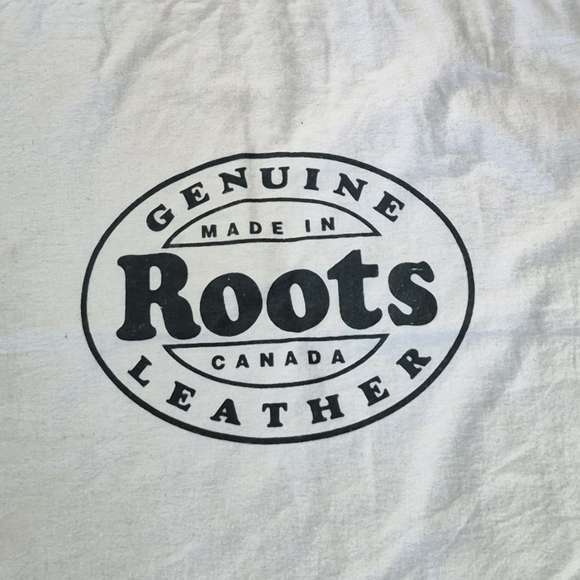 GENUINE
MADE IN
Roots
CANADA
LEATHER